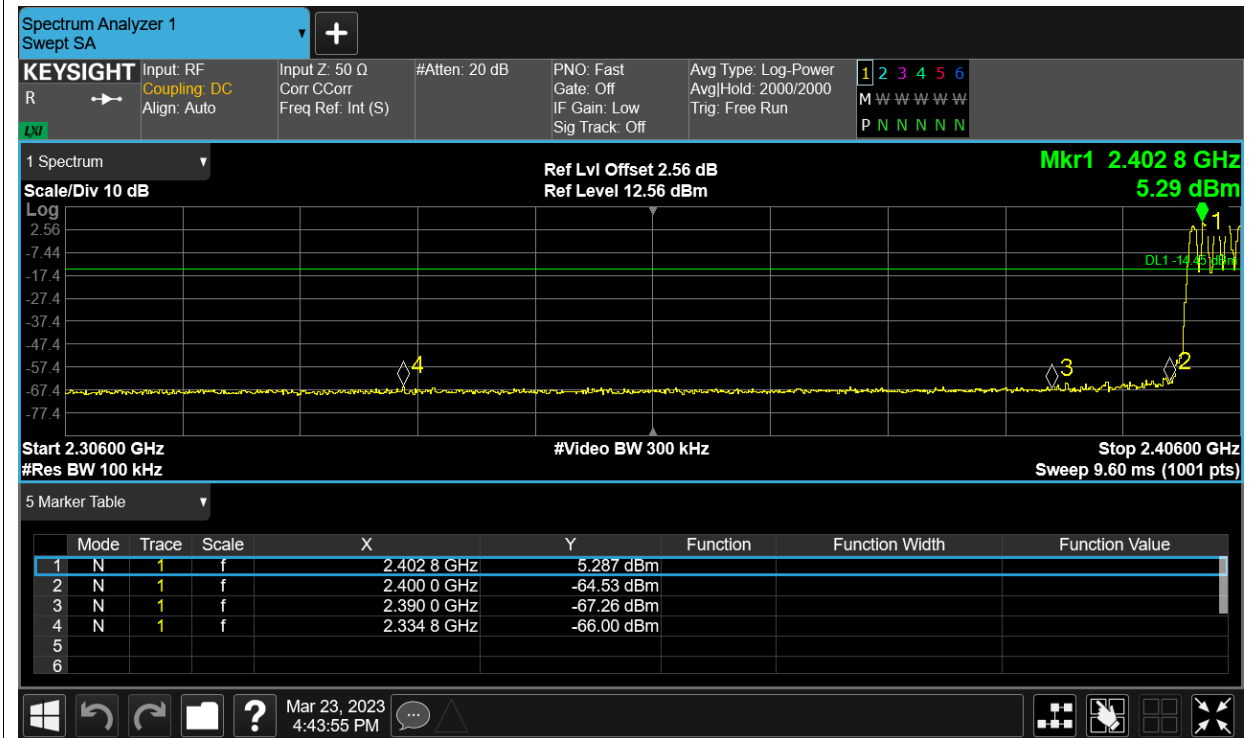 Spectrum Analyzer 1
Swept SA
KEYSIGHT
R
LXI
Input: RF
Coupling: DC
Align: Auto
Input Z: 50 Ω
Corr CCorr
Freq Ref: Int (S)
#Atten: 20 dB
PNO: Fast
Gate: Off
IF Gain: Low
Sig Track: Off
Avg Type: Log-Power
Avg|Hold: 2000/2000
Trig: Free Run
1 2 3 4 5 6
M W W W W W
P N N N N N
1 Spectrum
Scale/Div 10 dB
Ref Lvl Offset 2.56 dB
Ref Level 12.56 dBm
Mkr1 2.402 8 GHz
5.29 dBm
Log
2.56
-7.44
-17.4
-27.4
-37.4
-47.4
-57.4
-67.4
-77.4
1
DL1 -14.45 dBm
4
3
2
Start 2.30600 GHz
#Video BW 300 kHz
Stop 2.40600 GHz
#Res BW 100 kHz
Sweep 9.60 ms (1001 pts)
5 Marker Table
Mode Trace Scale X Y Function Function Width Function Value
1 N 1 f 2.402 8 GHz 5.287 dBm
2 N 1 f 2.400 0 GHz -64.53 dBm
3 N 1 f 2.390 0 GHz -67.26 dBm
4 N 1 f 2.334 8 GHz -66.00 dBm
5
6
?
Mar 23, 2023
4:43:55 PM